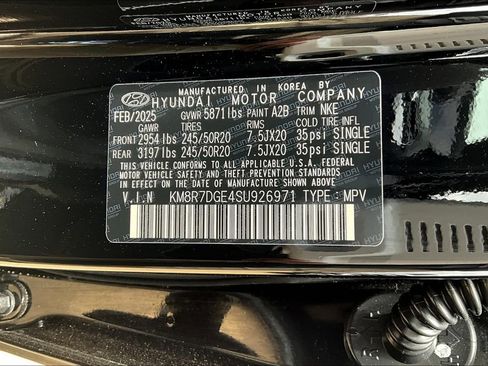 MANUFACTURED IN KOREA BY
HYUNDAI MOTOR COMPANY
FEB/2025 GVWR 5871lbs PAINT A2B TRIM NKE
GAWR TIRES RIMS COLD TIRE INFL
FRONT 2954lbs 245/50R20 7.5JX20 35psi SINGLE
REAR 3197lbs 245/50R20 7.5JX20 35psi SINGLE
THIS VEHICLE CONFORMS TO ALL APPLICABLE U.S.A. FEDERAL
MOTOR VEHICLE SAFETY AND THEFT PREVENTION STANDARDS
IN EFFECT ON THE DATE OF MANUFACTURE SHOWN ABOVE.
V.I.N KM8R7DGE4SU926971 TYPE: MPV